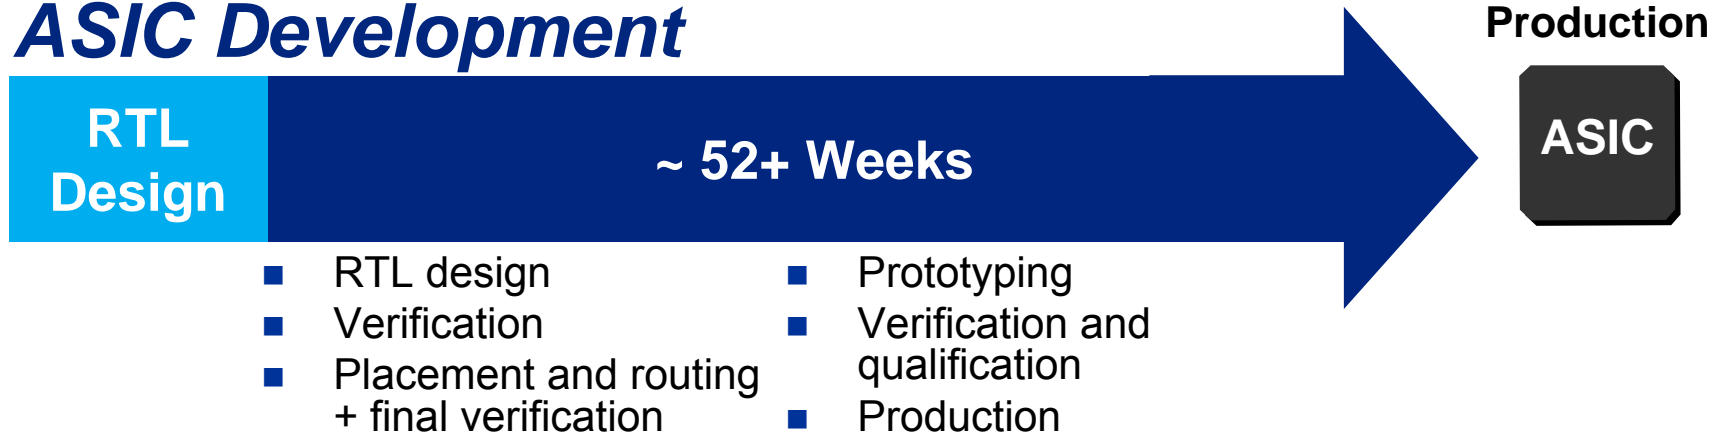 ASIC Development
Production
RTL
Design
~ 52+ Weeks
ASIC
RTL design
Verification
Placement and routing
+ final verification
Prototyping
Verification and
qualification
Production